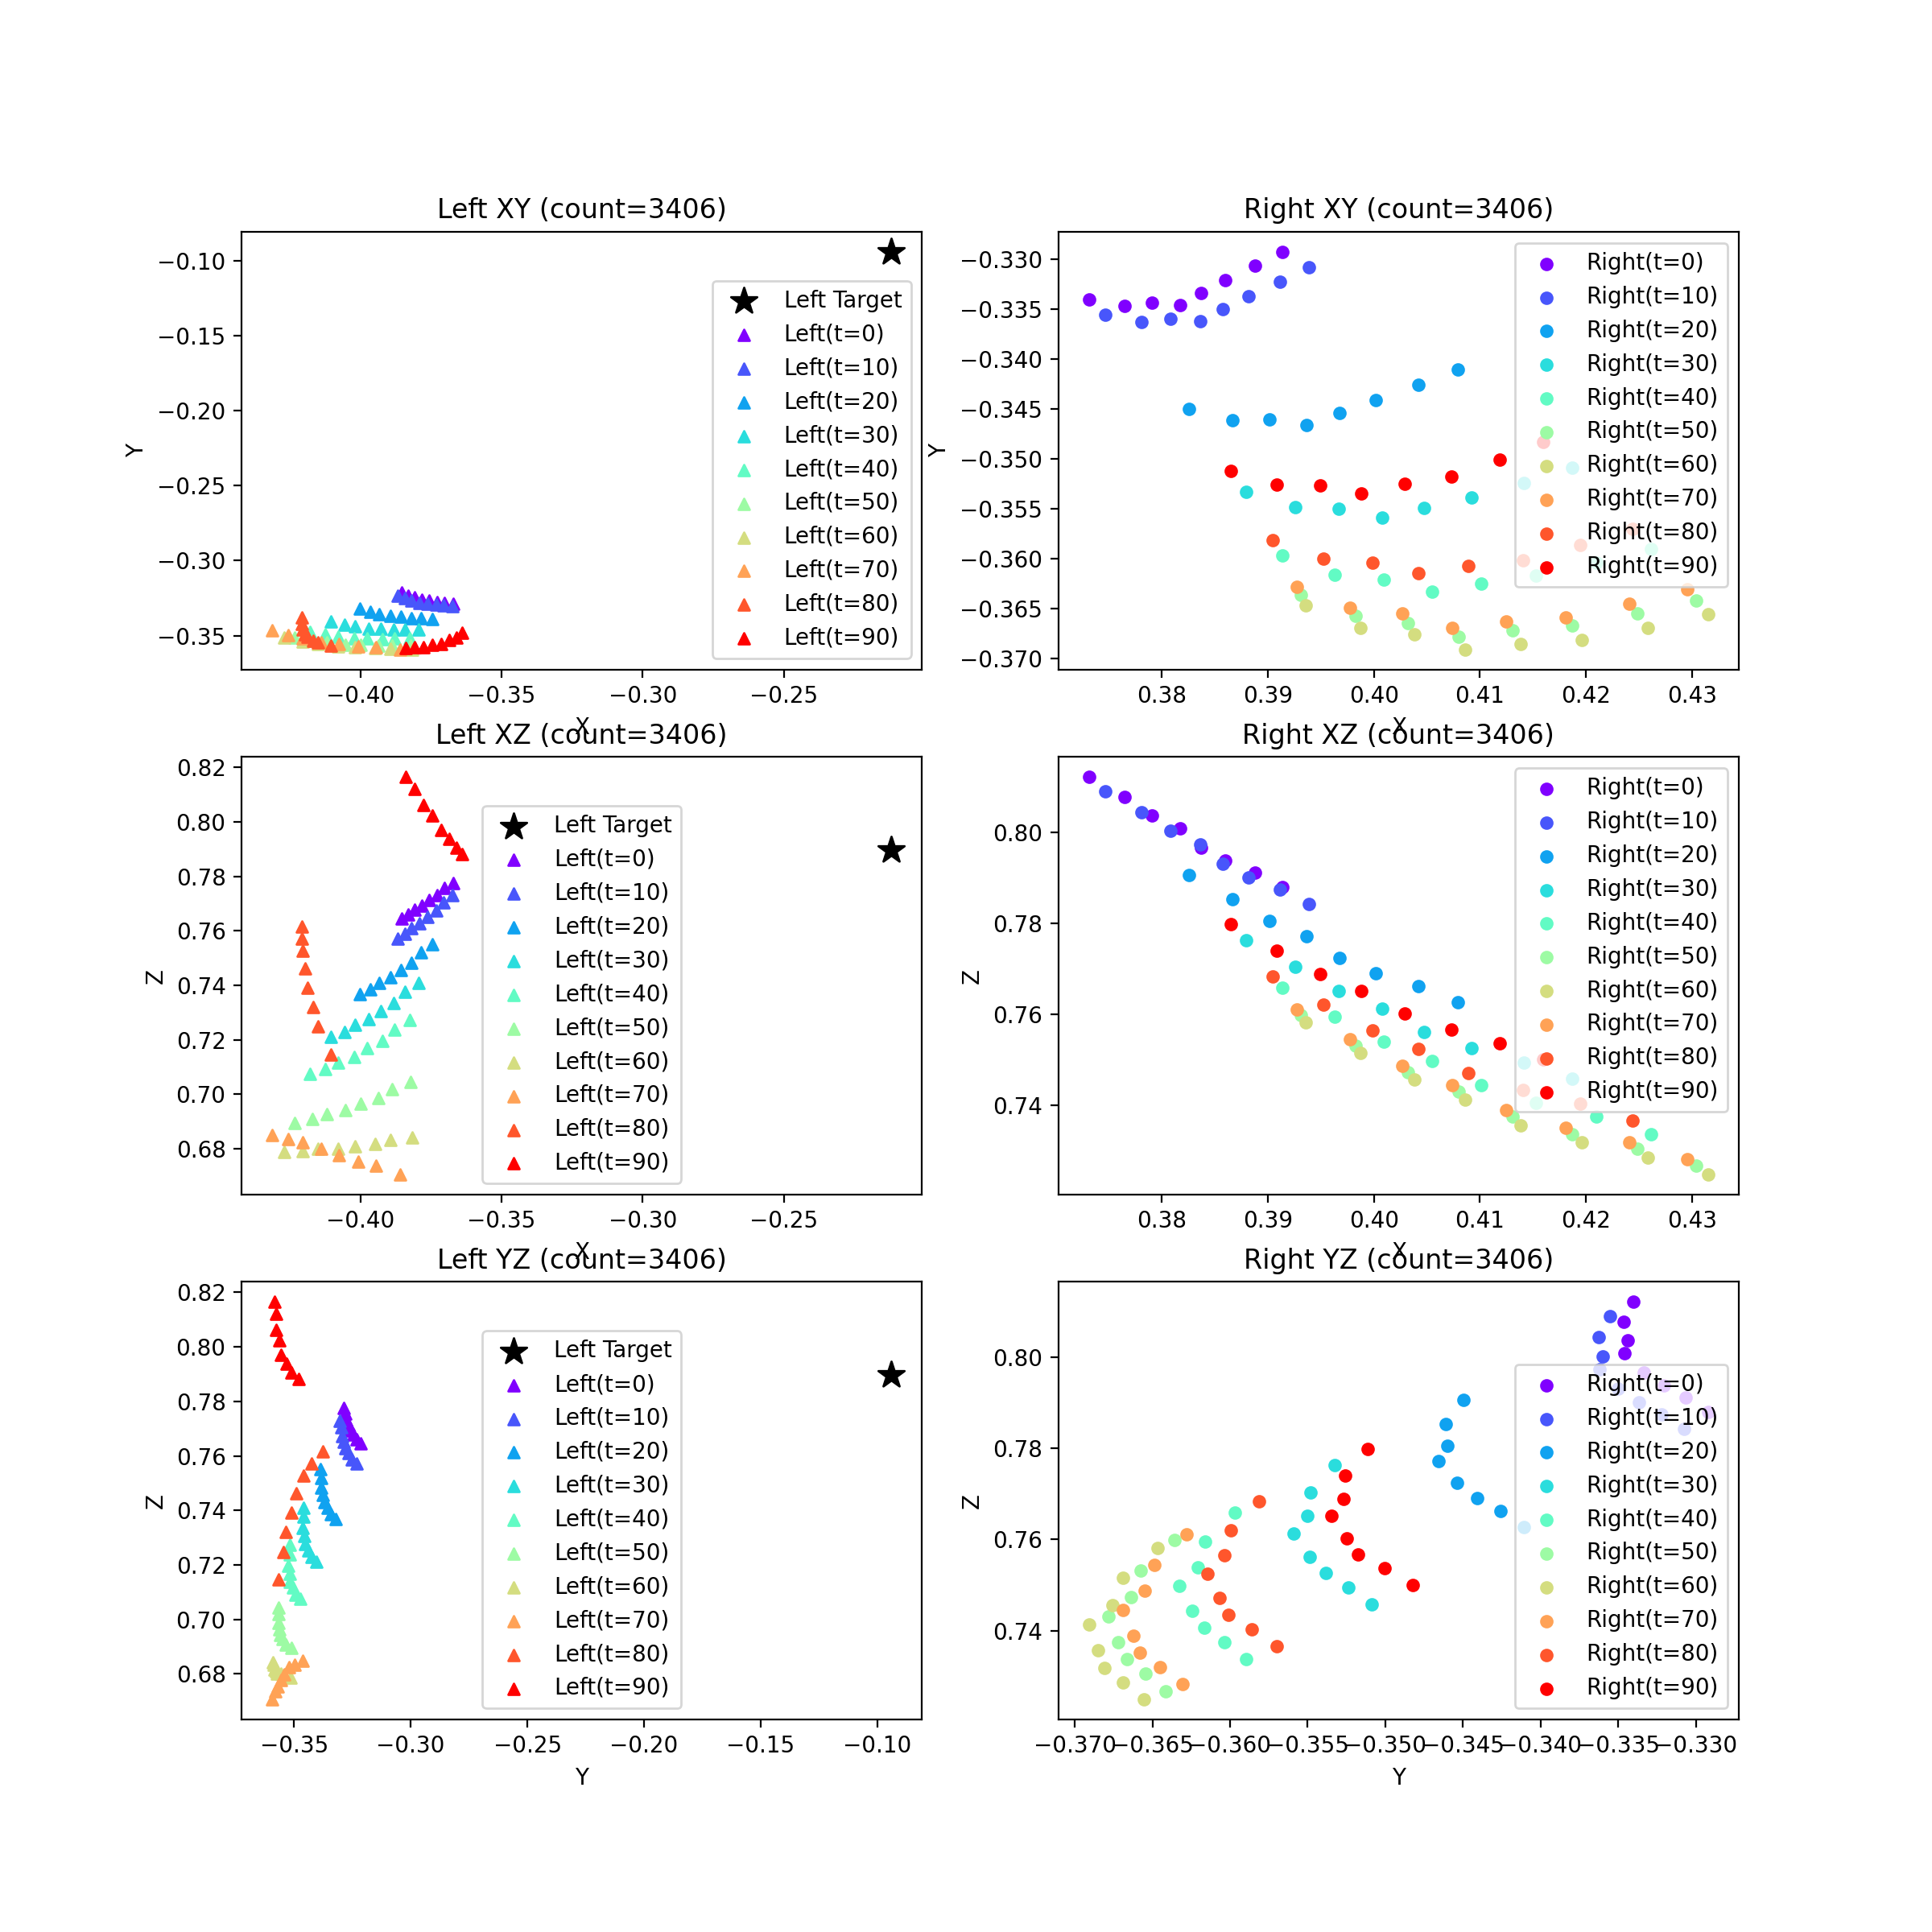 Left XY (count=3406)
Y
−0.10
−0.15
−0.20
−0.25
−0.30
−0.35
−0.40
−0.35
−0.30
−0.25
X
Left Target
Left(t=0)
Left(t=10)
Left(t=20)
Left(t=30)
Left(t=40)
Left(t=50)
Left(t=60)
Left(t=70)
Left(t=80)
Left(t=90)
Right XY (count=3406)
Y
−0.330
−0.335
−0.340
−0.345
−0.350
−0.355
−0.360
−0.365
−0.370
0.38
0.39
0.40
0.41
0.42
0.43
X
Right(t=0)
Right(t=10)
Right(t=20)
Right(t=30)
Right(t=40)
Right(t=50)
Right(t=60)
Right(t=70)
Right(t=80)
Right(t=90)
Left XZ (count=3406)
Z
0.82
0.80
0.78
0.76
0.74
0.72
0.70
0.68
−0.40
−0.35
−0.30
−0.25
X
Left Target
Left(t=0)
Left(t=10)
Left(t=20)
Left(t=30)
Left(t=40)
Left(t=50)
Left(t=60)
Left(t=70)
Left(t=80)
Left(t=90)
Right XZ (count=3406)
Z
0.80
0.78
0.76
0.74
0.38
0.39
0.40
0.41
0.42
0.43
X
Right(t=0)
Right(t=10)
Right(t=20)
Right(t=30)
Right(t=40)
Right(t=50)
Right(t=60)
Right(t=70)
Right(t=80)
Right(t=90)
Left YZ (count=3406)
Z
0.82
0.80
0.78
0.76
0.74
0.72
0.70
0.68
−0.35
−0.30
−0.25
−0.20
−0.15
−0.10
Y
Left Target
Left(t=0)
Left(t=10)
Left(t=20)
Left(t=30)
Left(t=40)
Left(t=50)
Left(t=60)
Left(t=70)
Left(t=80)
Left(t=90)
Right YZ (count=3406)
Z
0.80
0.78
0.76
0.74
−0.370
−0.365
−0.360
−0.355
−0.350
−0.345
−0.340
−0.335
−0.330
Y
Right(t=0)
Right(t=10)
Right(t=20)
Right(t=30)
Right(t=40)
Right(t=50)
Right(t=60)
Right(t=70)
Right(t=80)
Right(t=90)